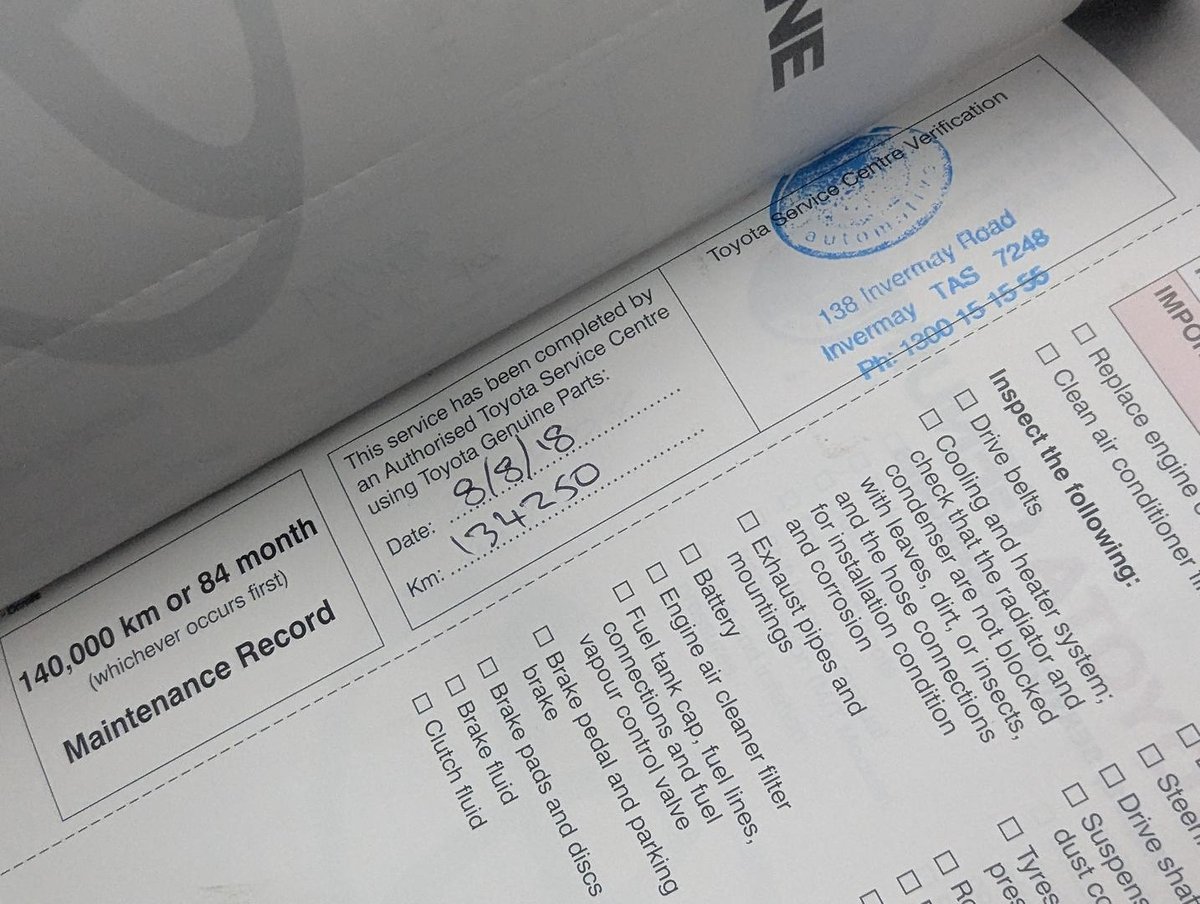 NE
140,000 km or 84 month
(whichever occurs first)
Maintenance Record
This service has been completed by
an Authorised Toyota Service Centre
using Toyota Genuine Parts:
Date: 8/8/18
Km: 134250
Toyota Service Centre Verification
automotive
138 Invermay Road
Invermay TAS 7248
Ph: 1300 15 15 55
IMPO
Replace engine
Clean air conditioner
Inspect the following:
Drive belts
Cooling and heater system;
check that the radiator and
condenser are not blocked
with leaves, dirt, or insects,
and the hose connections
for installation condition
and corrosion
Exhaust pipes and
mountings
Battery
Engine air cleaner filter
Fuel tank cap, fuel lines,
connections and fuel
vapour control valve
Brake pedal and parking
brake
Brake pads and discs
Brake fluid
Clutch fluid
Steer
Drive sha
Suspens
dust co
Tyres
pres
Ro